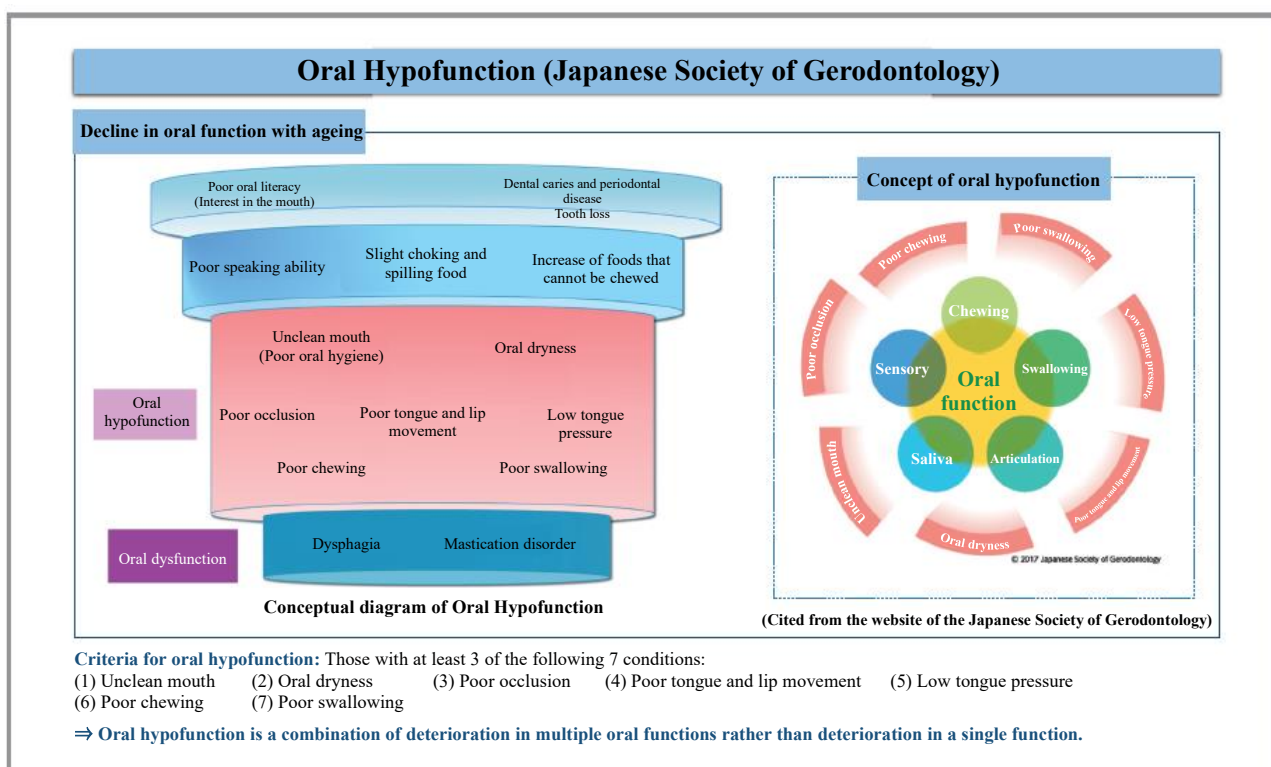 Oral Hypofunction (Japanese Society of Gerodontology)
Decline in oral function with ageing
Poor oral literacy
(Interest in the mouth)
Dental caries and periodontal
disease
Tooth loss
Poor speaking ability
Slight choking and
spilling food
Increase of foods that
cannot be chewed
Unclean mouth
(Poor oral hygiene)
Oral dryness
Oral
hypofunction
Poor occlusion
Poor tongue and lip
movement
Low tongue
pressure
Poor chewing
Poor swallowing
Oral dysfunction
Dysphagia
Mastication disorder
Conceptual diagram of Oral Hypofunction
Concept of oral hypofunction
Poor chewing
Poor swallowing
Poor occlusion
Low tongue pressure
Unclean mouth
Poor tongue and lip movement
Oral dryness
Chewing
Sensory
Swallowing
Oral
function
Saliva
Articulation
© 2017 Japanese Society of Gerodontology
(Cited from the website of the Japanese Society of Gerodontology)
Criteria for oral hypofunction: Those with at least 3 of the following 7 conditions:
(1) Unclean mouth (2) Oral dryness (3) Poor occlusion (4) Poor tongue and lip movement (5) Low tongue pressure
(6) Poor chewing (7) Poor swallowing
⇒ Oral hypofunction is a combination of deterioration in multiple oral functions rather than deterioration in a single function.